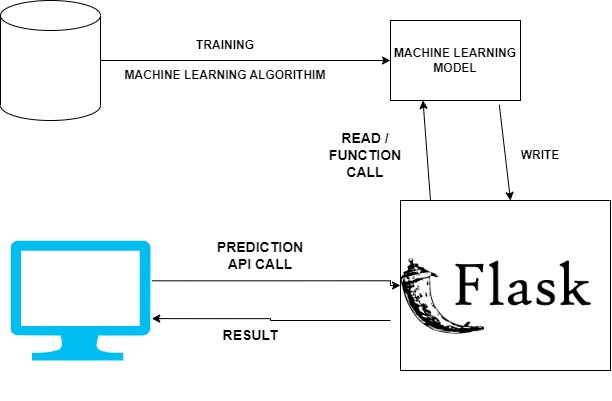 TRAINING
MACHINE LEARNING ALGORITHIM
MACHINE LEARNING
MODEL
READ /
FUNCTION
CALL
WRITE
PREDICTION
API CALL
Flask
RESULT